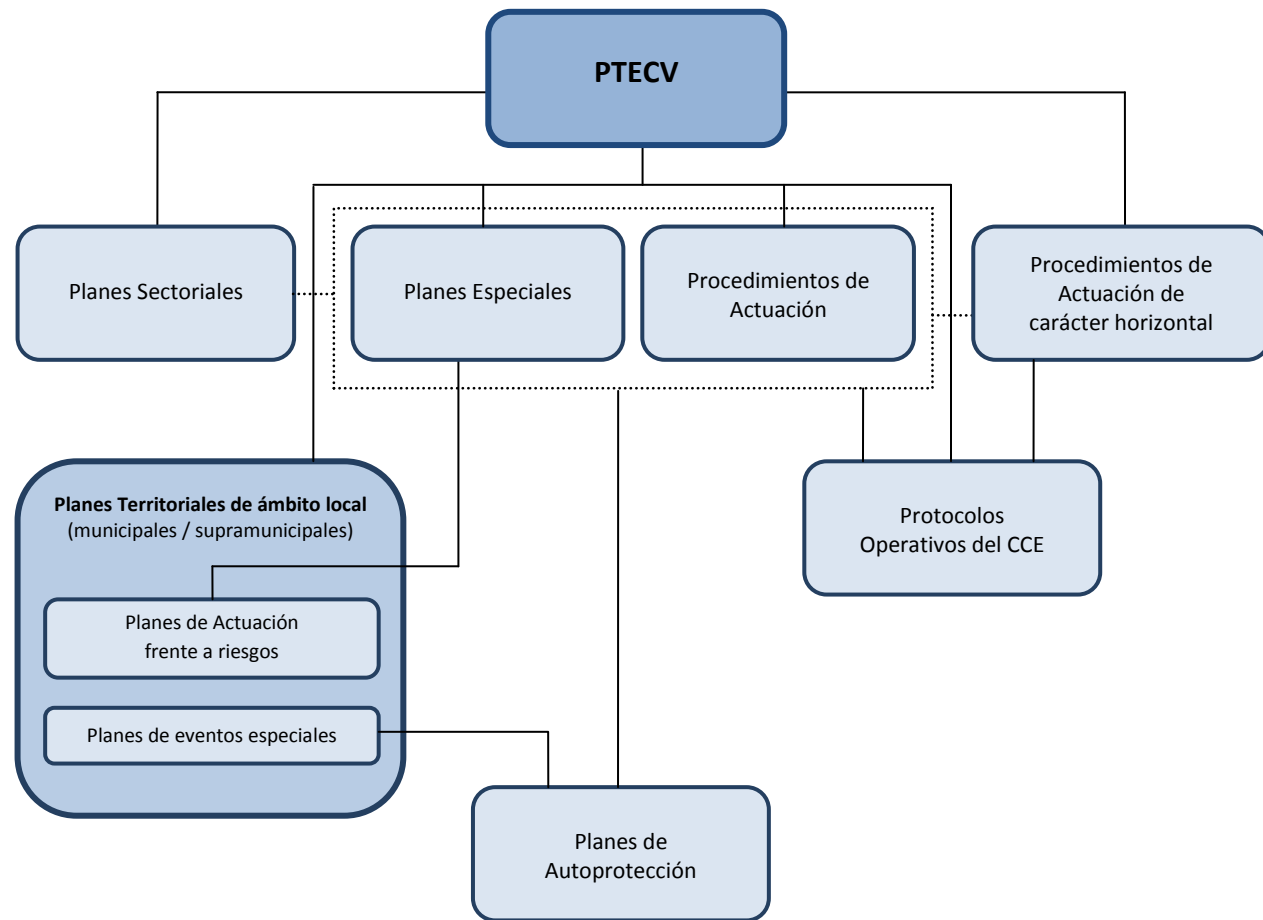 PTECV
Planes Sectoriales
Planes Especiales
Procedimientos de
Actuación
Procedimientos de
Actuación de
carácter horizontal
Planes Territoriales de ámbito local
(municipales / supramunicipales)
Planes de Actuación
frente a riesgos
Planes de eventos especiales
Protocolos
Operativos del CCE
Planes de
Autoprotección